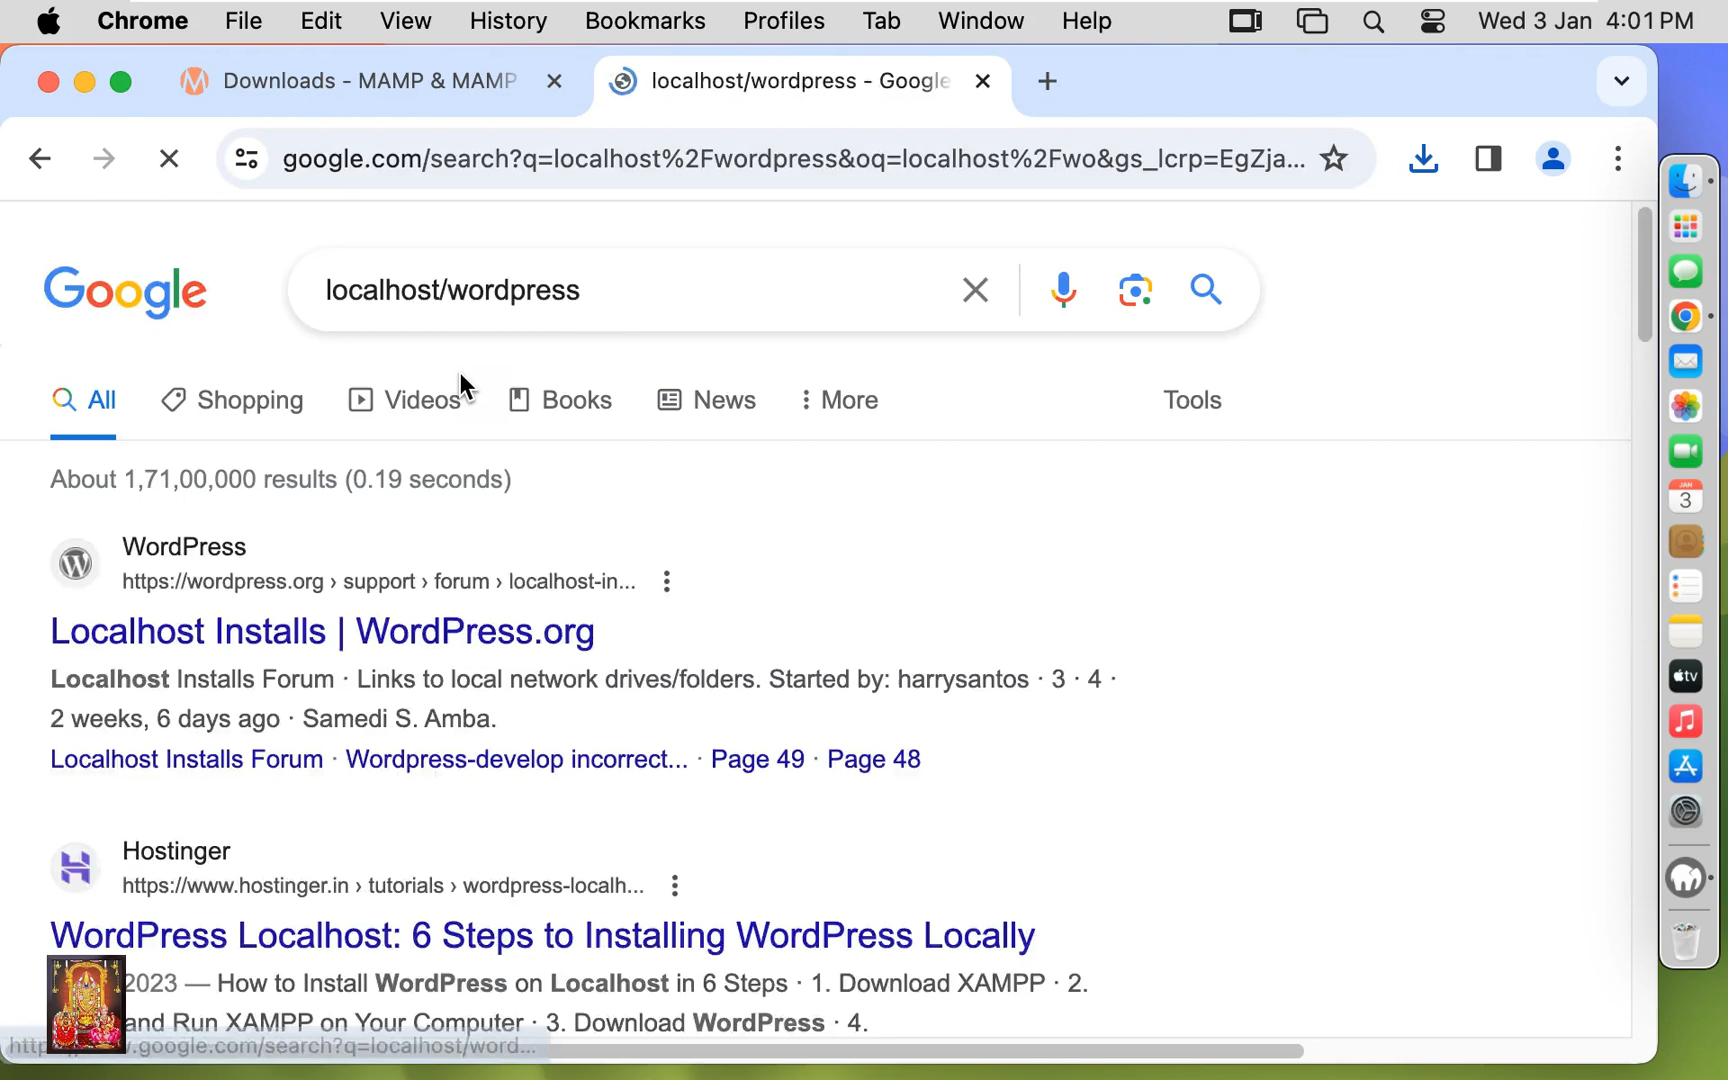 Chrome File Edit View History Bookmarks Profiles Tab Window Help Wed 3 Jan 4:01 PM
Downloads - MAMP & MAMP localhost/wordpress - Google
google.com/search?q=localhost%2Fwordpress&oq=localhost%2Fwo&gs_lcrp=EgZja...
Google localhost/wordpress
All Shopping Videos Books News More Tools
About 1,71,00,000 results (0.19 seconds)
WordPress
https://wordpress.org › support › forum › localhost-in...
Localhost Installs | WordPress.org
Localhost Installs Forum · Links to local network drives/folders. Started by: harrysantos · 3 · 4 ·
2 weeks, 6 days ago · Samedi S. Amba.
Localhost Installs Forum · Wordpress-develop incorrect... · Page 49 · Page 48
Hostinger
https://www.hostinger.in › tutorials › wordpress-localh...
WordPress Localhost: 6 Steps to Installing WordPress Locally
2023 — How to Install WordPress on Localhost in 6 Steps · 1. Download XAMPP · 2.
and Run XAMPP on Your Computer · 3. Download WordPress · 4.
.google.com/search?q=localhost/word...
JAN
3
tv